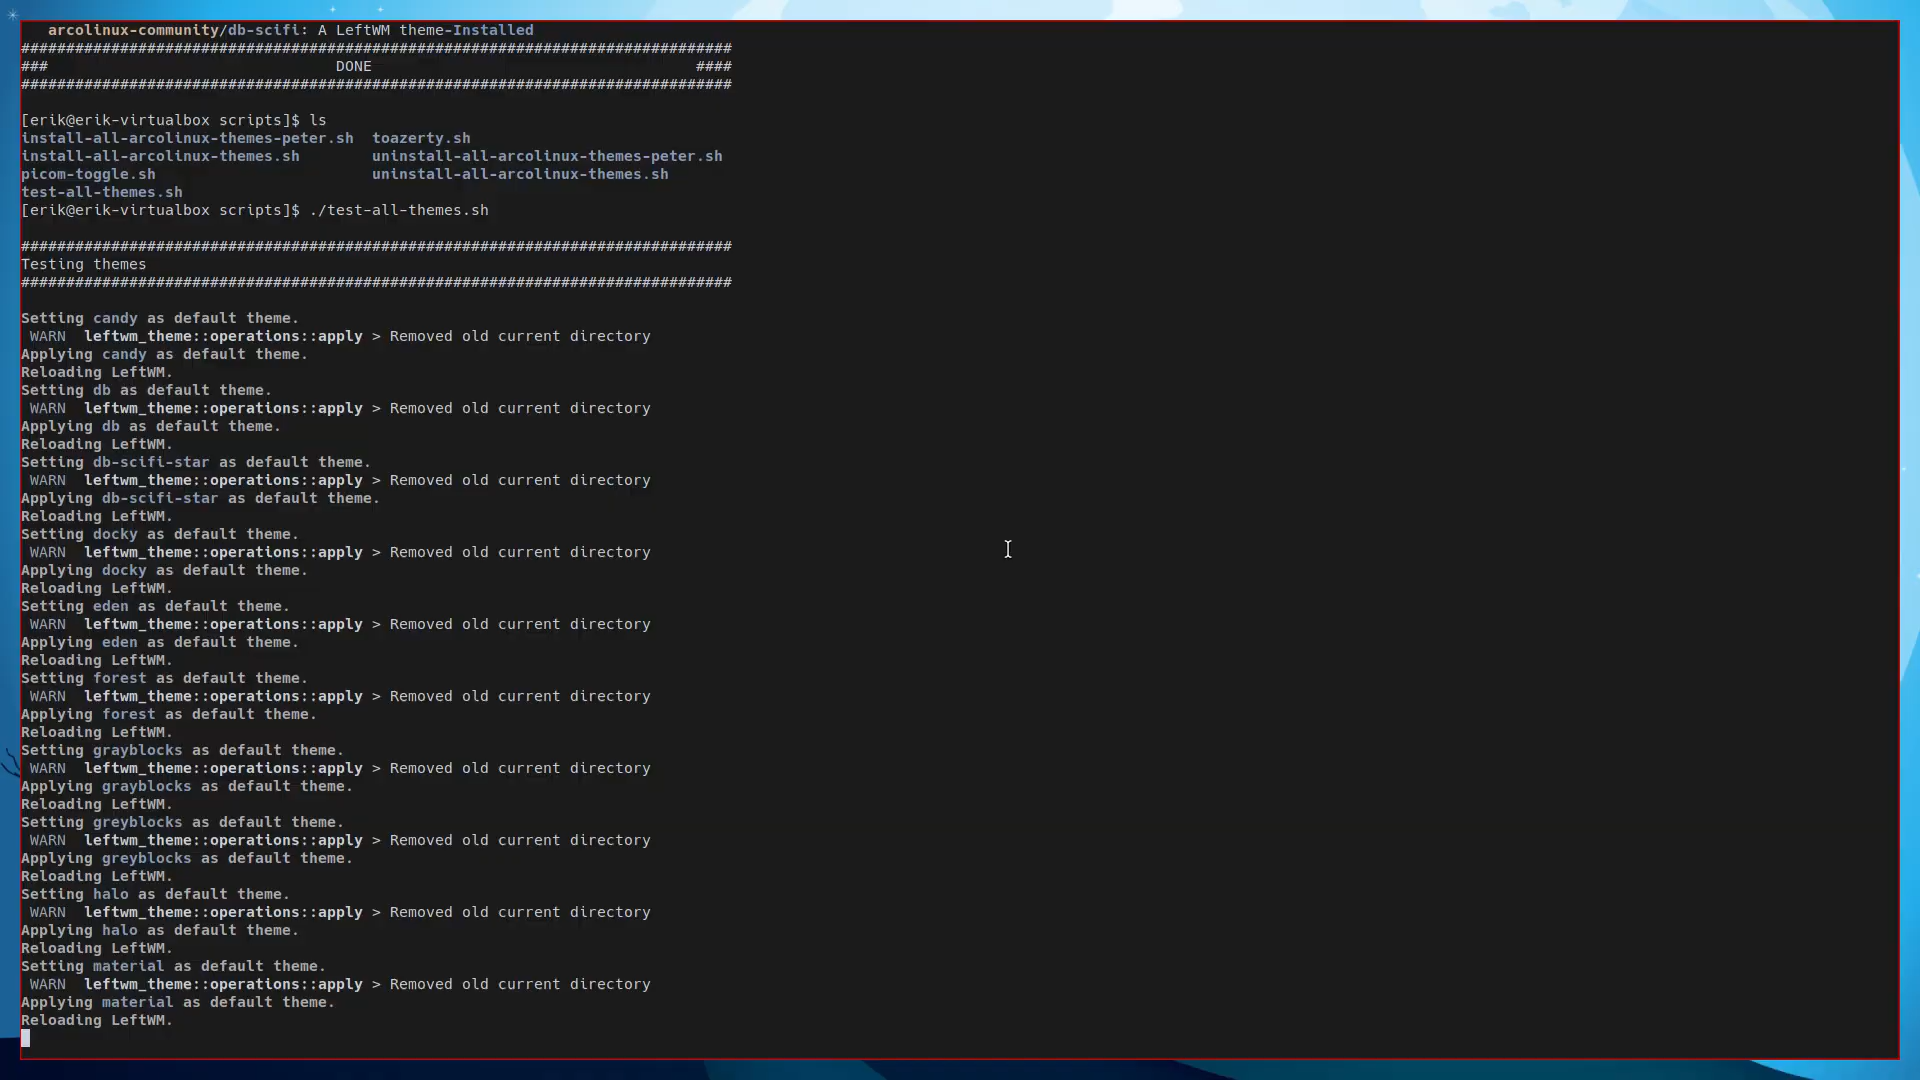 arcolinux-community/db-scifi: A LeftWM theme-Installed
###############################################################################
###                                DONE                                    ####
###############################################################################
[erik@erik-virtualbox scripts]$ ls
install-all-arcolinux-themes-peter.sh  toazerty.sh
install-all-arcolinux-themes.sh        uninstall-all-arcolinux-themes-peter.sh
picom-toggle.sh                        uninstall-all-arcolinux-themes.sh
test-all-themes.sh
[erik@erik-virtualbox scripts]$ ./test-all-themes.sh
###############################################################################
Testing themes
###############################################################################
Setting candy as default theme.
WARN  leftwm_theme::operations::apply > Removed old current directory
Applying candy as default theme.
Reloading LeftWM.
Setting db as default theme.
WARN  leftwm_theme::operations::apply > Removed old current directory
Applying db as default theme.
Reloading LeftWM.
Setting db-scifi-star as default theme.
WARN  leftwm_theme::operations::apply > Removed old current directory
Applying db-scifi-star as default theme.
Reloading LeftWM.
Setting docky as default theme.
WARN  leftwm_theme::operations::apply > Removed old current directory
Applying docky as default theme.
Reloading LeftWM.
Setting eden as default theme.
WARN  leftwm_theme::operations::apply > Removed old current directory
Applying eden as default theme.
Reloading LeftWM.
Setting forest as default theme.
WARN  leftwm_theme::operations::apply > Removed old current directory
Applying forest as default theme.
Reloading LeftWM.
Setting grayblocks as default theme.
WARN  leftwm_theme::operations::apply > Removed old current directory
Applying grayblocks as default theme.
Reloading LeftWM.
Setting greyblocks as default theme.
WARN  leftwm_theme::operations::apply > Removed old current directory
Applying greyblocks as default theme.
Reloading LeftWM.
Setting halo as default theme.
WARN  leftwm_theme::operations::apply > Removed old current directory
Applying halo as default theme.
Reloading LeftWM.
Setting material as default theme.
WARN  leftwm_theme::operations::apply > Removed old current directory
Applying material as default theme.
Reloading LeftWM.